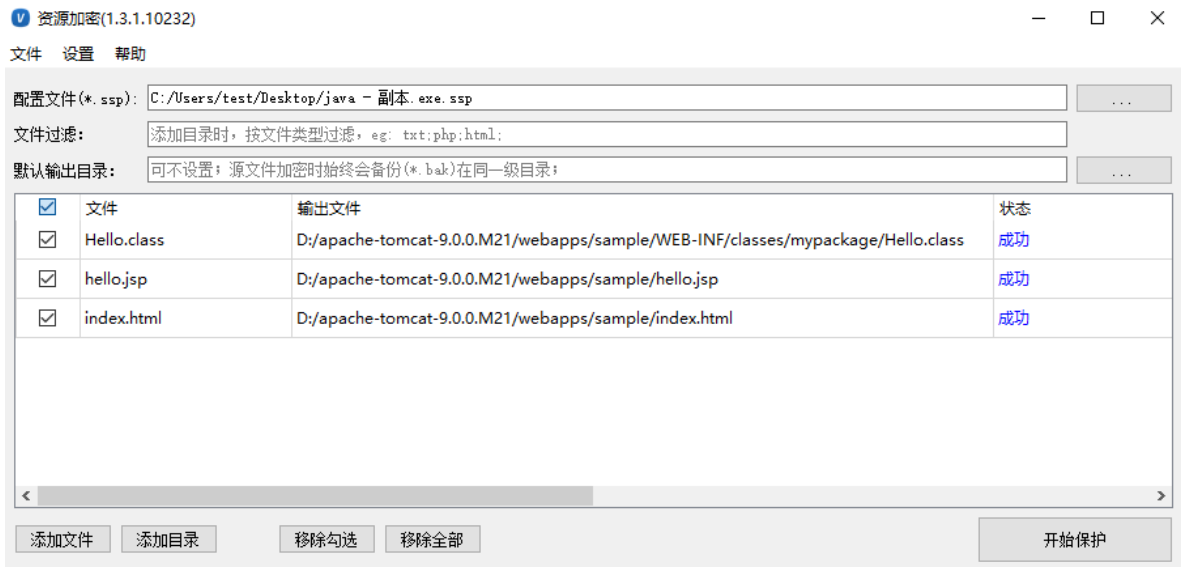 资源加密(1.3.1.10232)
文件 设置 帮助
配置文件(*.ssp): C:/Users/test/Desktop/java - 副本.exe.ssp ...
文件过滤: 添加目录时，按文件类型过滤，eg: txt;php;html;
默认输出目录: 可不设置；源文件加密时始终会备份(*.bak)在同一级目录； ...
文件 输出文件 状态
Hello.class D:/apache-tomcat-9.0.0.M21/webapps/sample/WEB-INF/classes/mypackage/Hello.class 成功
hello.jsp D:/apache-tomcat-9.0.0.M21/webapps/sample/hello.jsp 成功
index.html D:/apache-tomcat-9.0.0.M21/webapps/sample/index.html 成功
添加文件 添加目录 移除勾选 移除全部 开始保护